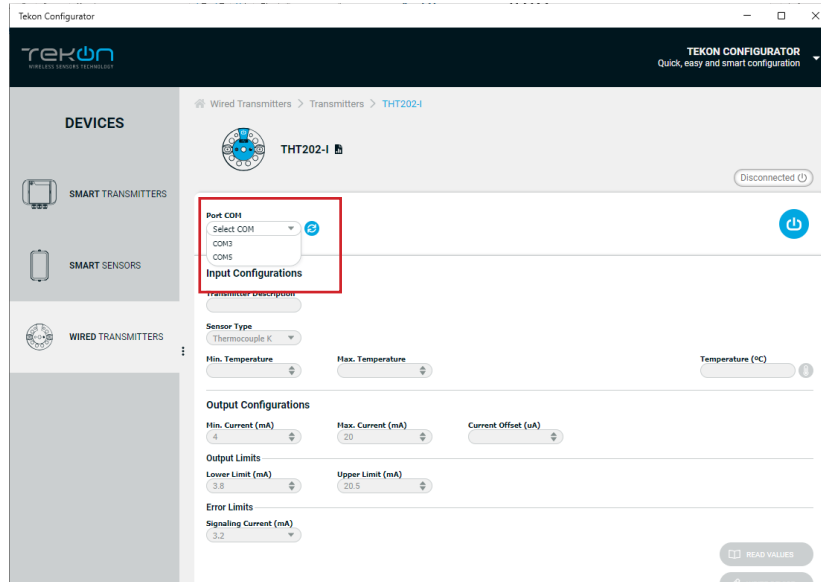 Tekon Configurator
TEKON
WIRELESS SENSORS TECHNOLOGY
TEKON CONFIGURATOR
Quick, easy and smart configuration
DEVICES
SMART TRANSMITTERS
SMART SENSORS
WIRED TRANSMITTERS
Wired Transmitters > Transmitters > THT202-I
THT202-I
Disconnected
Port COM
Select COM
COM3
COM5
Input Configurations
Transmitter Description
Sensor Type
Thermocouple K
Min. Temperature Max. Temperature Temperature (ºC)
Output Configurations
Min. Current (mA) Max. Current (mA) Current Offset (uA)
4 20
Output Limits
Lower Limit (mA) Upper Limit (mA)
3.8 20.5
Error Limits
Signaling Current (mA)
3.2
READ VALUES